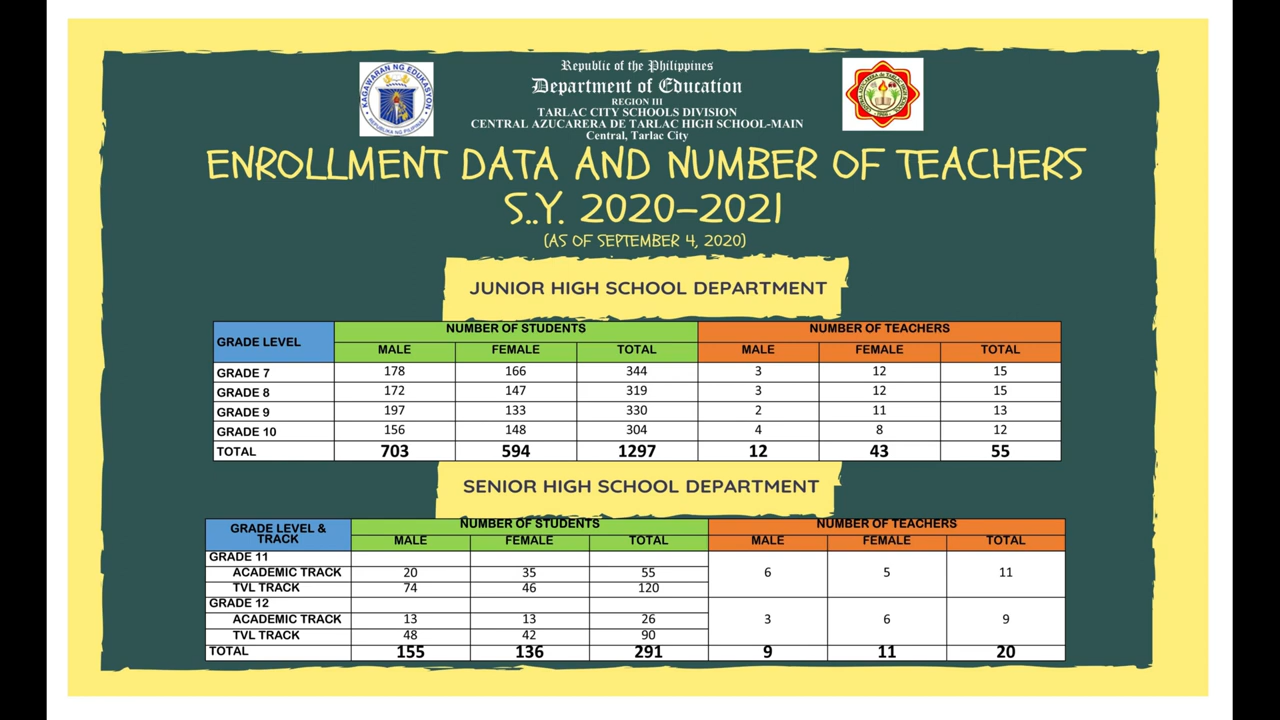 Republic of the Philippines
Department of Education
REGION III
TARLAC CITY SCHOOLS DIVISION
CENTRAL AZUCARERA DE TARLAC HIGH SCHOOL-MAIN
Central, Tarlac City
KAGAWARAN NG EDUKASYON
REPUBLIKA NG PILIPINAS
ENROLLMENT DATA AND NUMBER OF TEACHERS
S..Y. 2020-2021
(AS OF SEPTEMBER 4, 2020)
JUNIOR HIGH SCHOOL DEPARTMENT
GRADE LEVEL NUMBER OF STUDENTS NUMBER OF TEACHERS
MALE FEMALE TOTAL MALE FEMALE TOTAL
GRADE 7 178 166 344 3 12 15
GRADE 8 172 147 319 3 12 15
GRADE 9 197 133 330 2 11 13
GRADE 10 156 148 304 4 8 12
TOTAL 703 594 1297 12 43 55
SENIOR HIGH SCHOOL DEPARTMENT
GRADE LEVEL & TRACK NUMBER OF STUDENTS NUMBER OF TEACHERS
MALE FEMALE TOTAL MALE FEMALE TOTAL
GRADE 11
ACADEMIC TRACK 20 35 55 6 5 11
TVL TRACK 74 46 120
GRADE 12
ACADEMIC TRACK 13 13 26 3 6 9
TVL TRACK 48 42 90
TOTAL 155 136 291 9 11 20